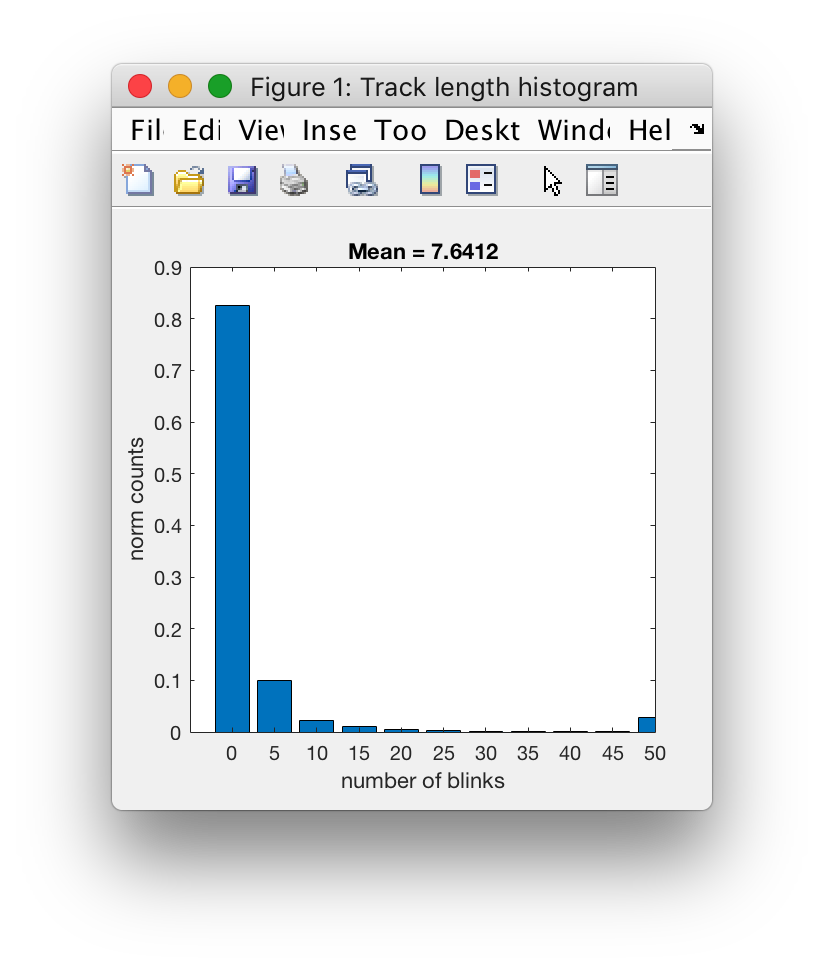 Figure 1: Track length histogram
Fil Edi Viev Inse Too Deskt Wind Hel
Mean = 7.6412
0.9
0.8
0.7
0.6
0.5
0.4
0.3
0.2
0.1
0
norm counts
0 5 10 15 20 25 30 35 40 45 50
number of blinks